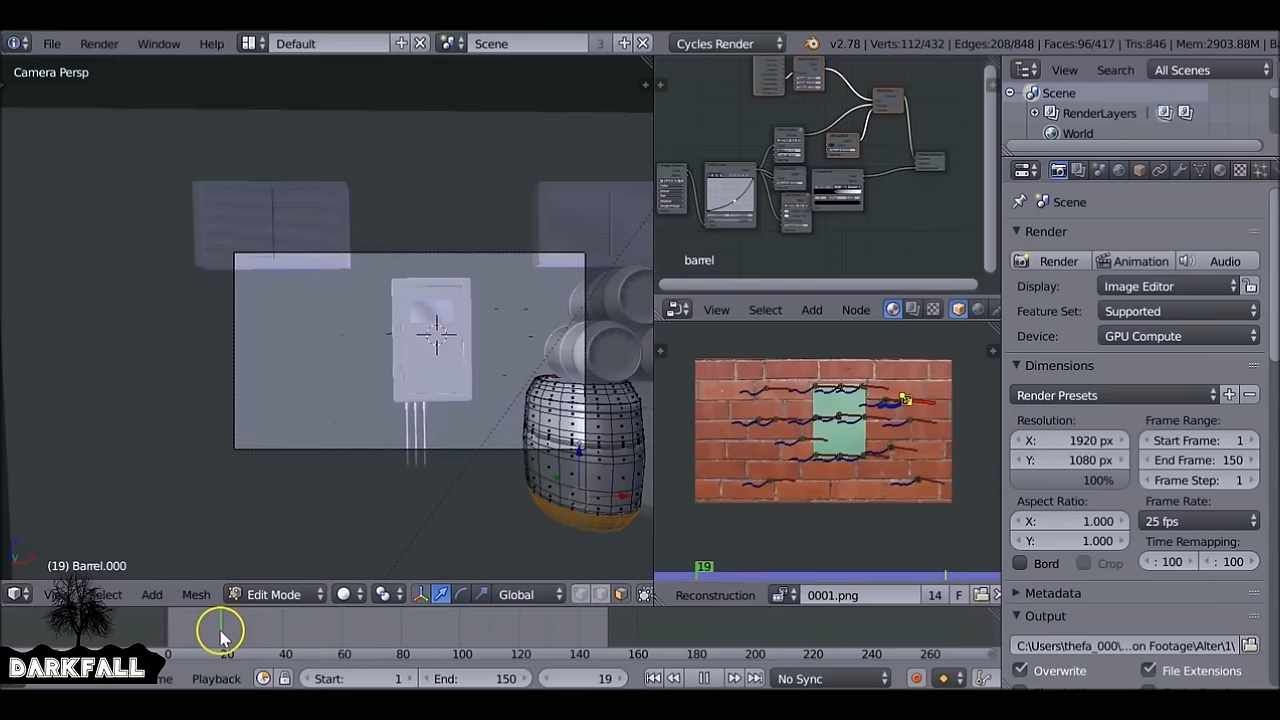 File Render Window Help Default Scene 3 Cycles Render v2.78 | Verts:112/432 | Edges:208/848 | Faces:96/417 | Tris:846 | Mem:2903.88M | B
Camera Persp
View Search All Scenes
Scene
RenderLayers
World
Scene
Render
Render Animation Audio
Display: Image Editor
Feature Set: Supported
Device: GPU Compute
barrel
View Select Add Node
Dimensions
Render Presets
Resolution: Frame Range:
X: 1920 px Start Frame: 1
Y: 1080 px End Frame: 150
100% Frame Step: 1
Aspect Ratio: Frame Rate:
X: 1.000 25 fps
Y: 1.000 Time Remapping:
: 100 : 100
Bord Crop
Metadata
Output
C:\Users\thefa_000\...on Footage\Alter\1\
Overwrite File Extensions
19
Reconstruction 0001.png 14 F
(19) Barrel.000
Add Mesh Edit Mode Global
0 20 40 60 80 100 120 140 160 180 200 220 240 260
Playback Start: 1 End: 150 19 No Sync
DARKFALL